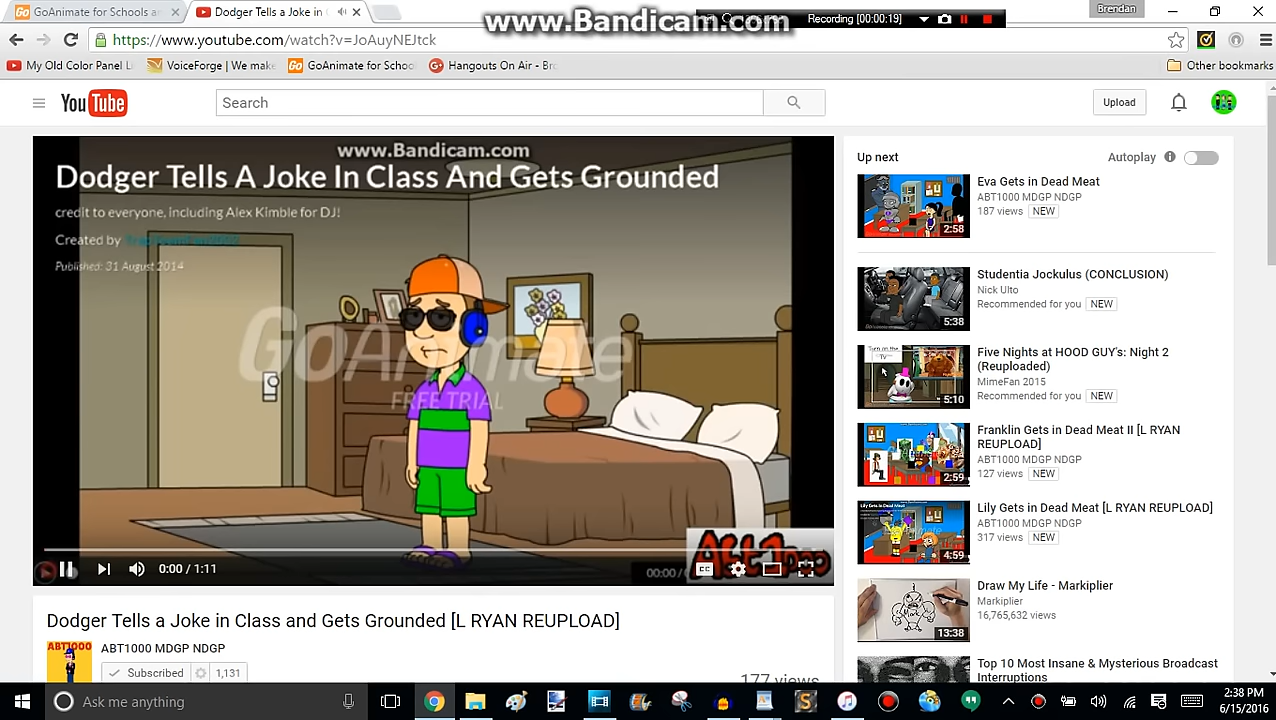 GoAnimate for Schools as
Dodger Tells a Joke in C
www.Bandicam.com
Recording [00:00:19]
Brendan
https://www.youtube.com/watch?v=JoAuyNEJtck
My Old Color Panel L
VoiceForge | We make
GoAnimate for Schoo
Hangouts On Air - Br
Other bookmarks
YouTube
Search
Upload
www.Bandicam.com
Dodger Tells A Joke In Class And Gets Grounded
credit to everyone, including Alex Kimble for DJ!
Created by
Published: 31 August 2014
GoAnimate
FREE TRIAL
0:00 / 1:11
00:00 /
CC
Dodger Tells a Joke in Class and Gets Grounded [L RYAN REUPLOAD]
ABT1000
ABT1000 MDGP NDGP
Subscribed
1,131
177 views
Up next
Autoplay
Eva Gets in Dead Meat
ABT1000 MDGP NDGP
187 views NEW
2:58
Studentia Jockulus (CONCLUSION)
Nick Ulto
Recommended for you NEW
5:38
Five Nights at HOOD GUY's: Night 2
(Reuploaded)
MimeFan 2015
Recommended for you NEW
Turn on the
TV
5:10
Franklin Gets in Dead Meat II [L RYAN
REUPLOAD]
ABT1000 MDGP NDGP
127 views NEW
2:59
Lily Gets in Dead Meat [L RYAN REUPLOAD]
ABT1000 MDGP NDGP
317 views NEW
4:59
Draw My Life - Markiplier
Markiplier
16,765,632 views
13:38
Top 10 Most Insane & Mysterious Broadcast
Interruptions
Ask me anything
2:38 PM
6/15/2016